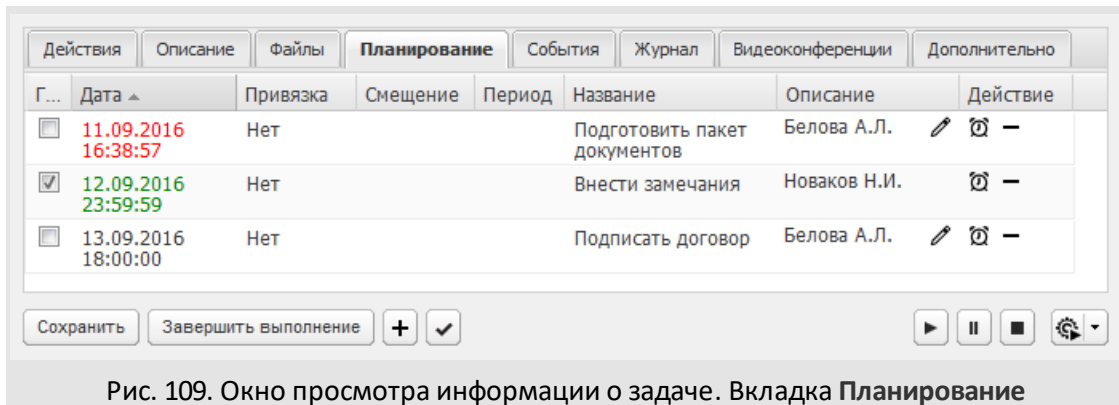 Действия Описание Файлы Планирование События Журнал Видеоконференции Дополнительно
Г... Дата Привязка Смещение Период Название Описание Действие
11.09.2016 Нет Подготовить пакет Белова А.Л.
16:38:57 документов
12.09.2016 Нет Внести замечания Новаков Н.И.
23:59:59
13.09.2016 Нет Подписать договор Белова А.Л.
18:00:00
Сохранить Завершить выполнение
Рис. 109. Окно просмотра информации о задаче. Вкладка Планирование